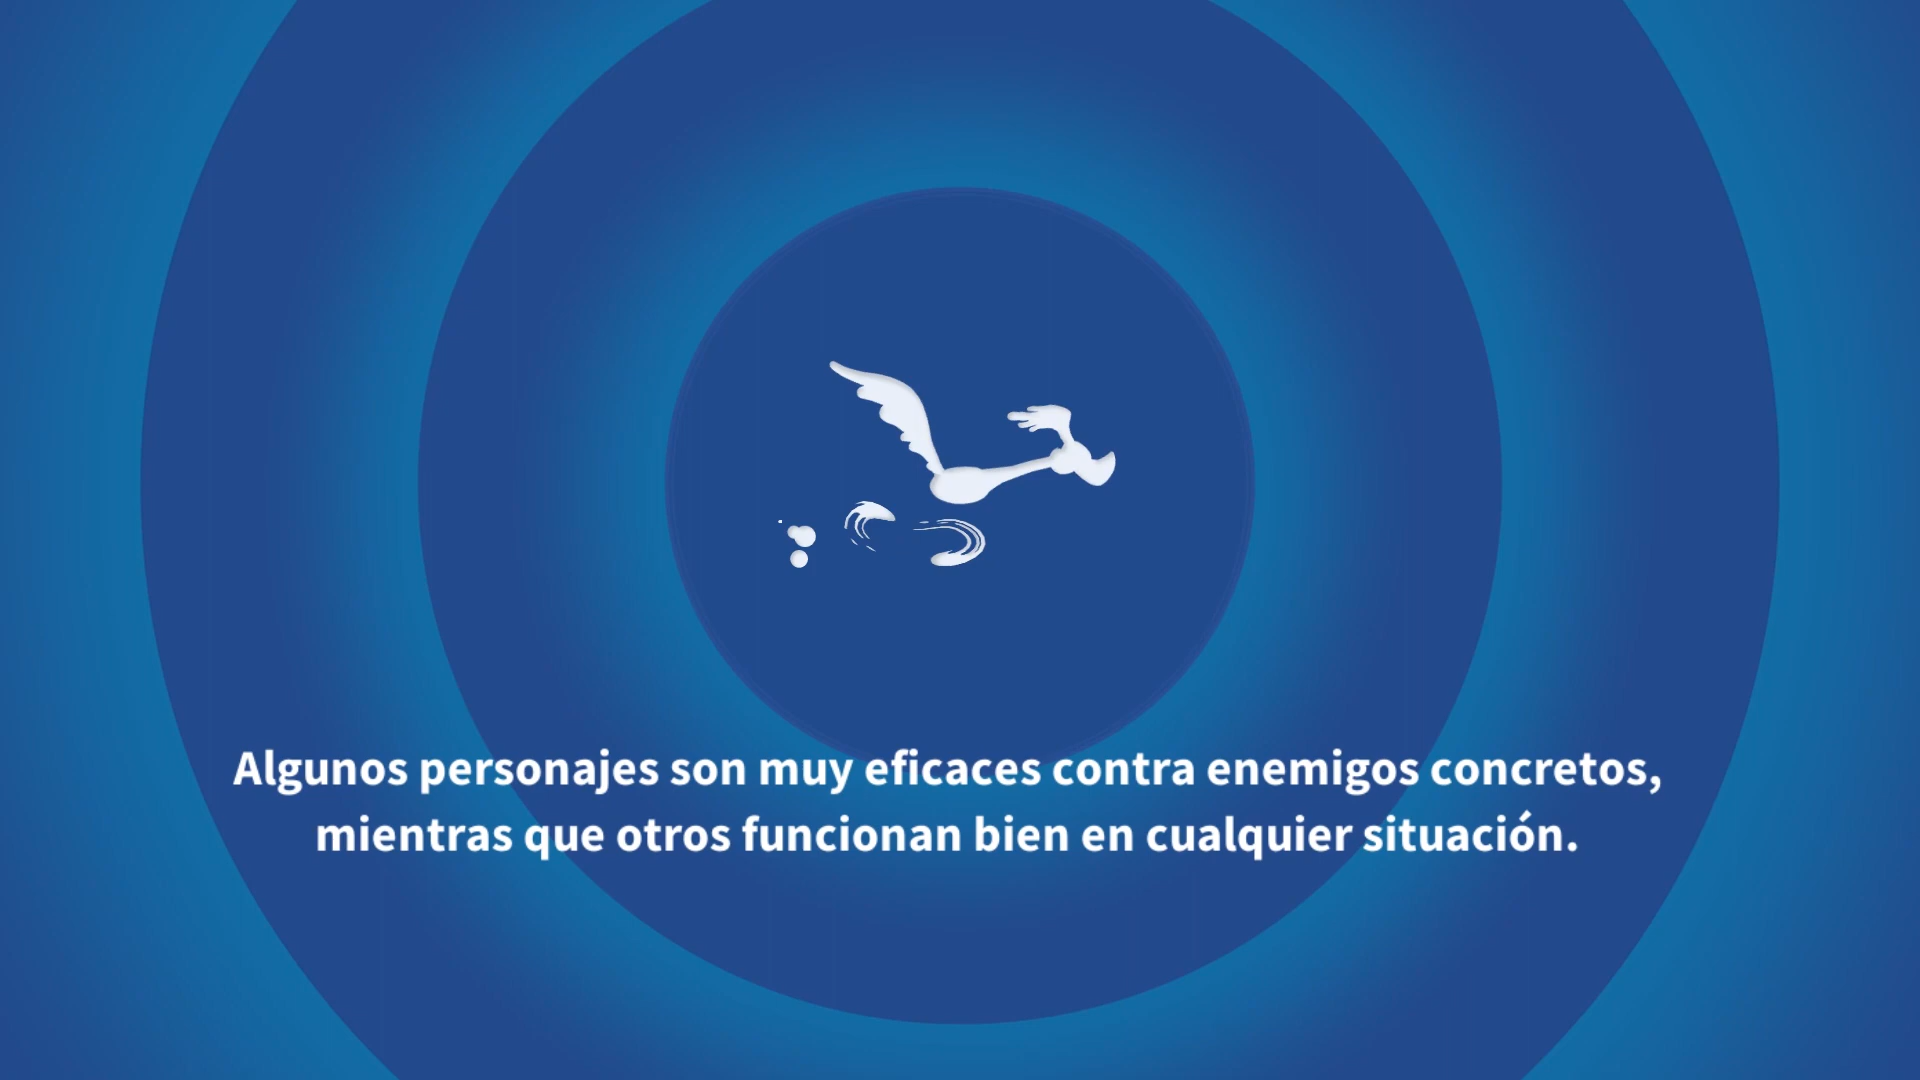 Algunos personajes son muy eficaces contra enemigos concretos,
mientras que otros funcionan bien en cualquier situación.